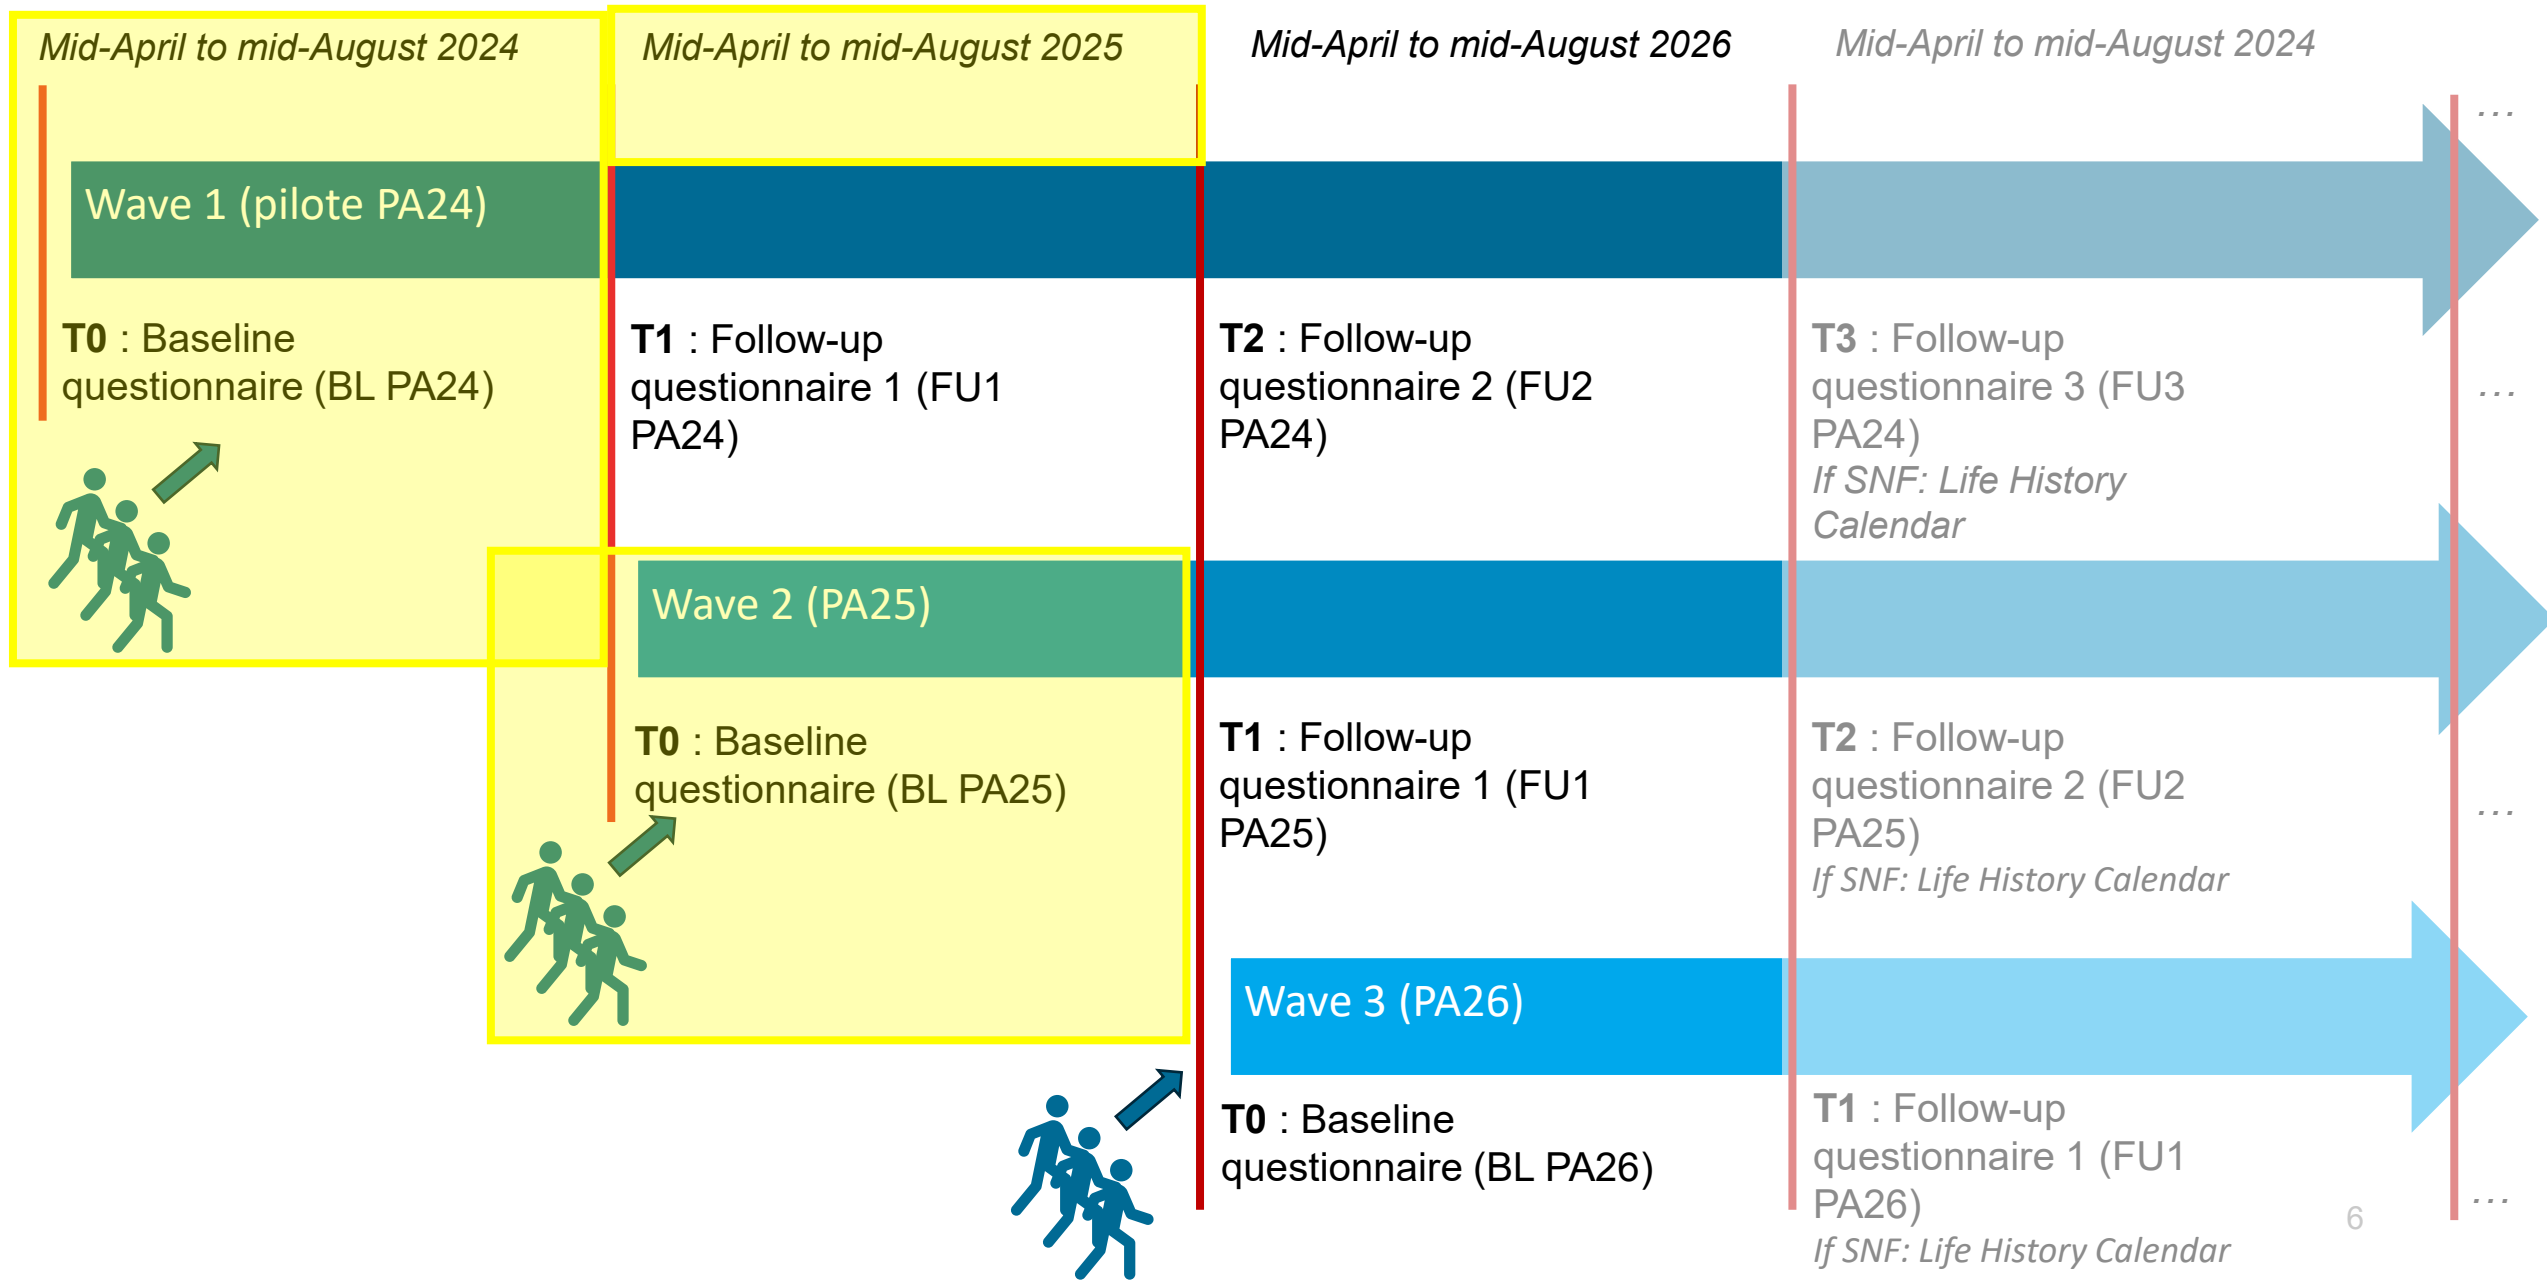 Mid-April to mid-August 2024
Mid-April to mid-August 2025
Mid-April to mid-August 2026
Mid-April to mid-August 2024
...
Wave 1 (pilote PA24)
T0 : Baseline
questionnaire (BL PA24)
T1 : Follow-up
questionnaire 1 (FU1
PA24)
T2 : Follow-up
questionnaire 2 (FU2
PA24)
T3 : Follow-up
questionnaire 3 (FU3
PA24)
If SNF: Life History
Calendar
...
Wave 2 (PA25)
T0 : Baseline
questionnaire (BL PA25)
T1 : Follow-up
questionnaire 1 (FU1
PA25)
T2 : Follow-up
questionnaire 2 (FU2
PA25)
If SNF: Life History Calendar
...
Wave 3 (PA26)
T0 : Baseline
questionnaire (BL PA26)
T1 : Follow-up
questionnaire 1 (FU1
PA26)
If SNF: Life History Calendar
...
6